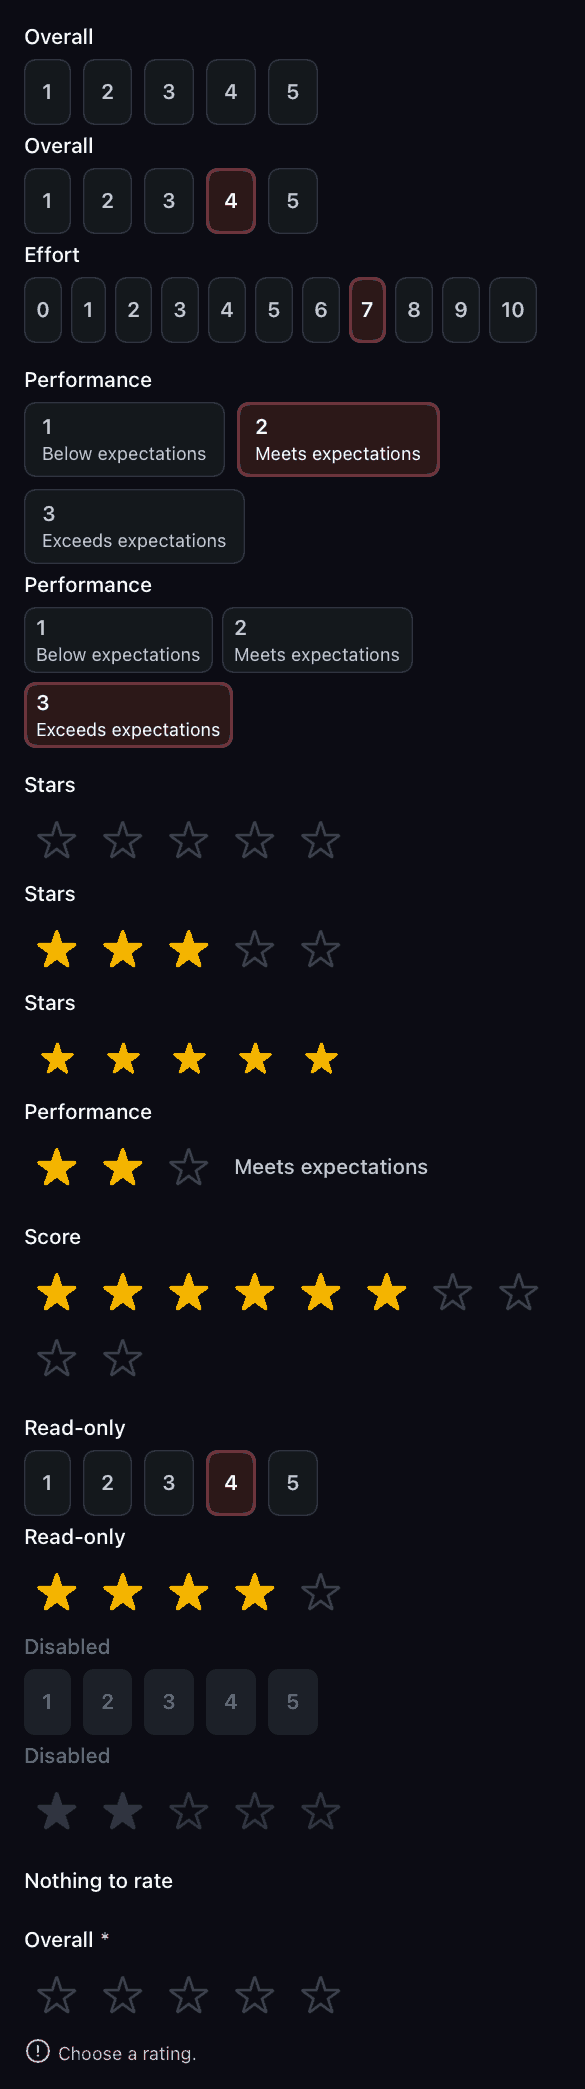 Overall
1 2 3 4 5
Overall
1 2 3 4 5
Effort
0 1 2 3 4 5 6 7 8 9 10
Performance
1 2
Below expectations Meets expectations
3
Exceeds expectations
Performance
1 2
Below expectations Meets expectations
3
Exceeds expectations
Stars
Stars
Stars
Performance
Meets expectations
Score
Read-only
1 2 3 4 5
Read-only
Disabled
1 2 3 4 5
Disabled
Nothing to rate
Overall *
Choose a rating.